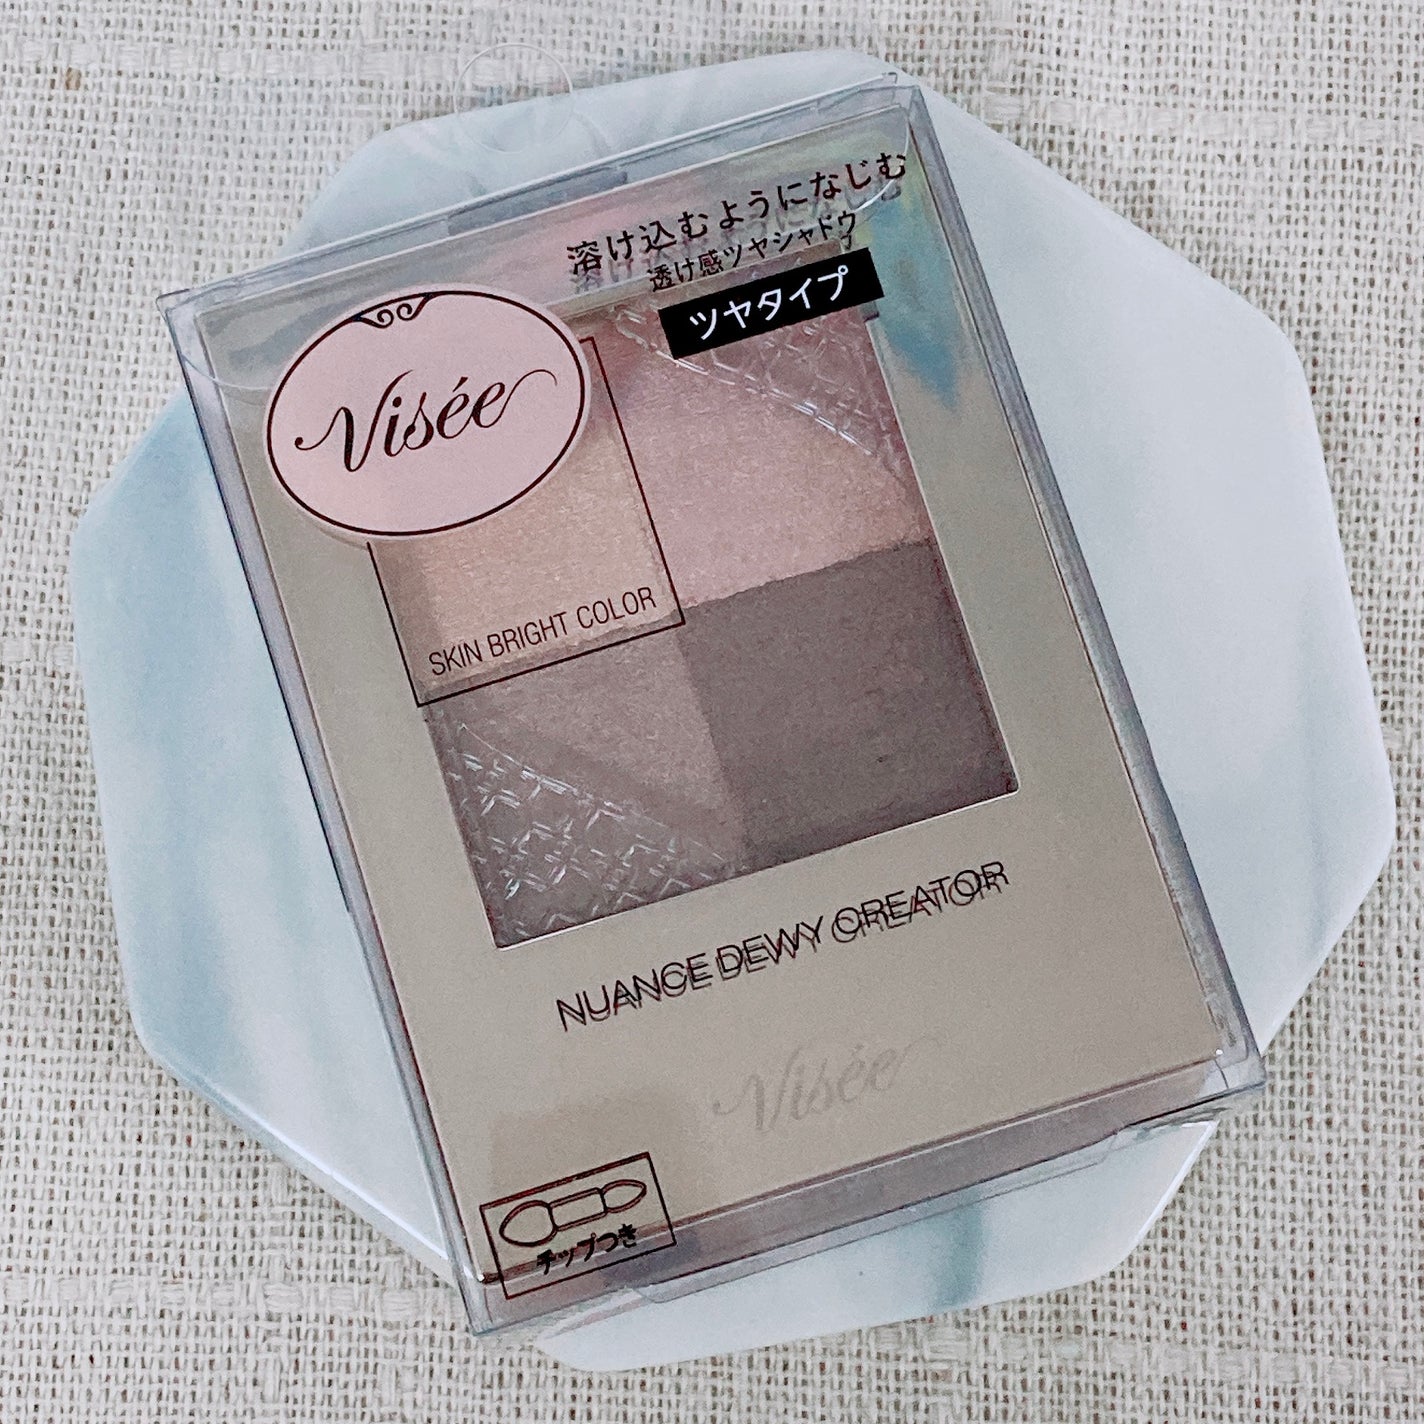 溶け込むようになじむ
透け感ツヤシャドウ
ツヤタイプ
Visée
SKIN BRIGHT COLOR
NUANCE DEWY CREATOR
Visée
チップつき